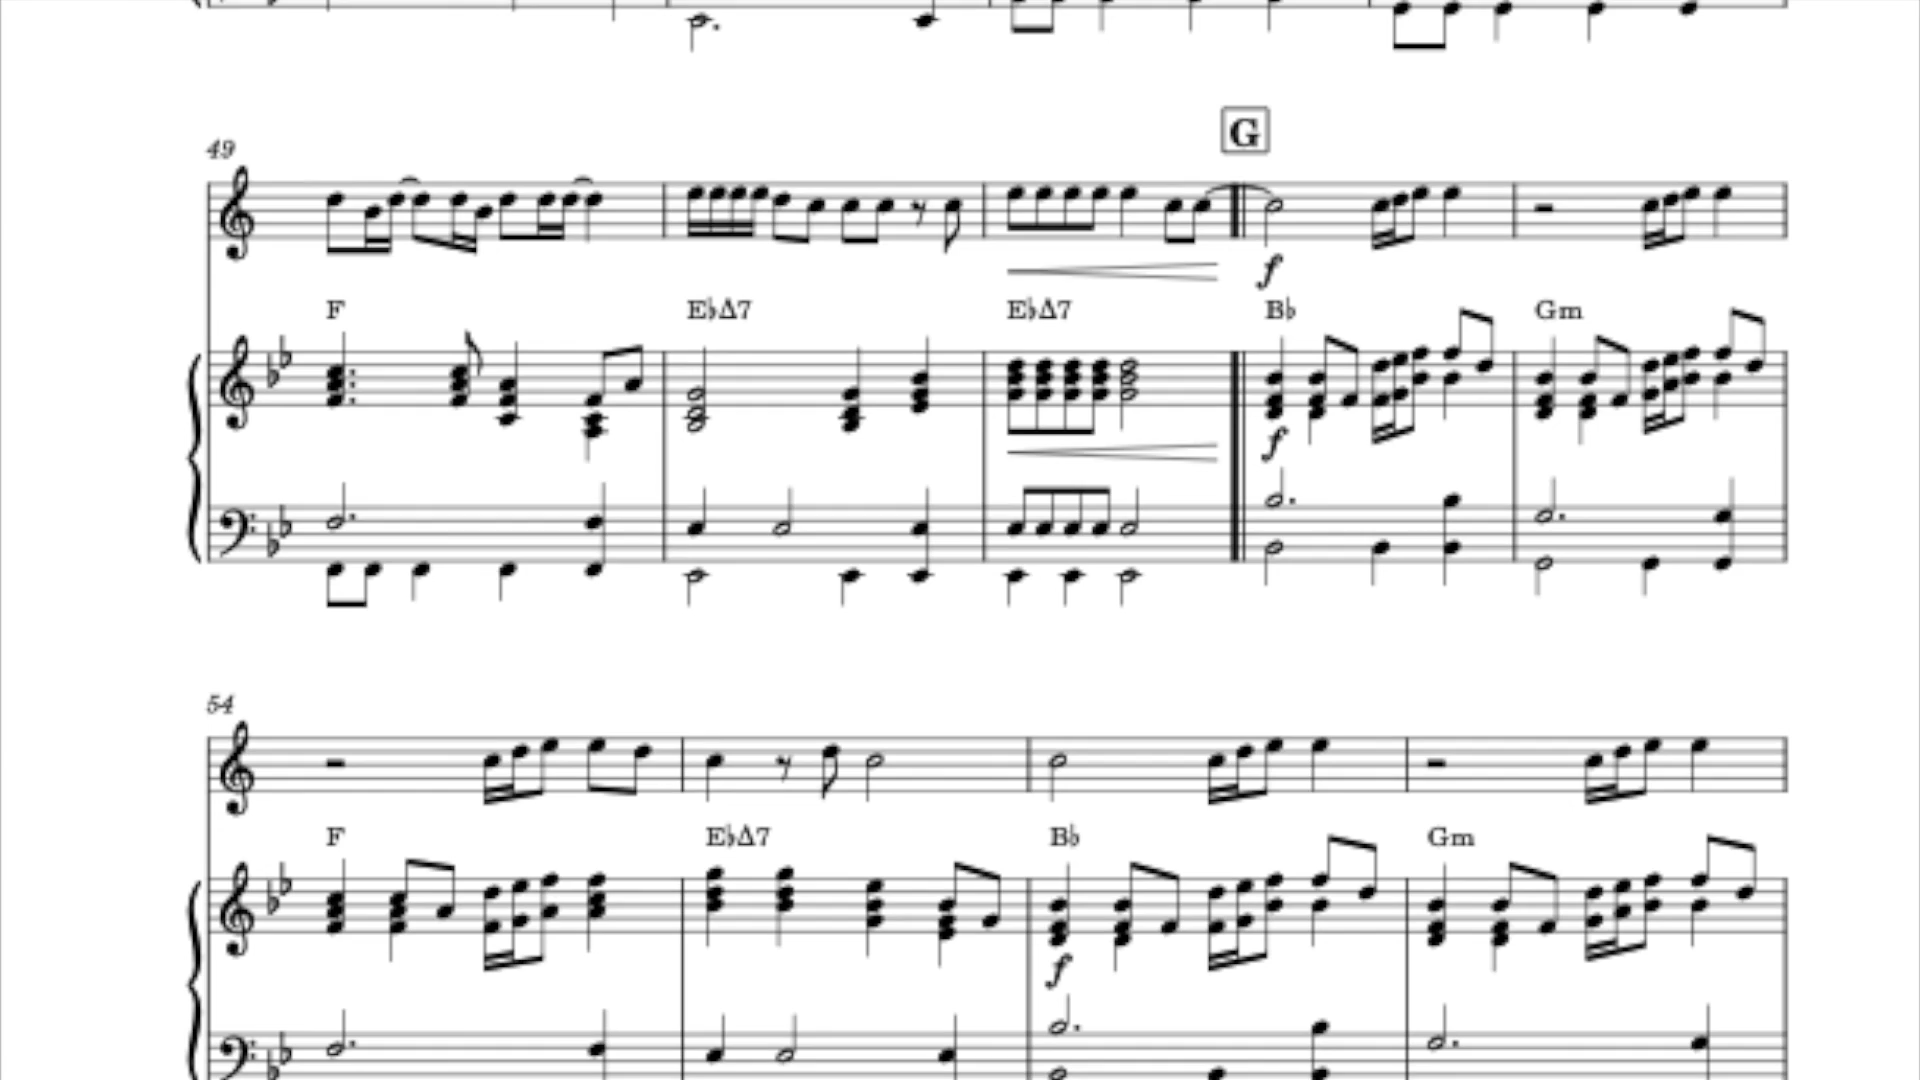 G
49
f
F E♭Δ7 E♭Δ7 B♭ Gm
f
54
F E♭Δ7 B♭ Gm
f